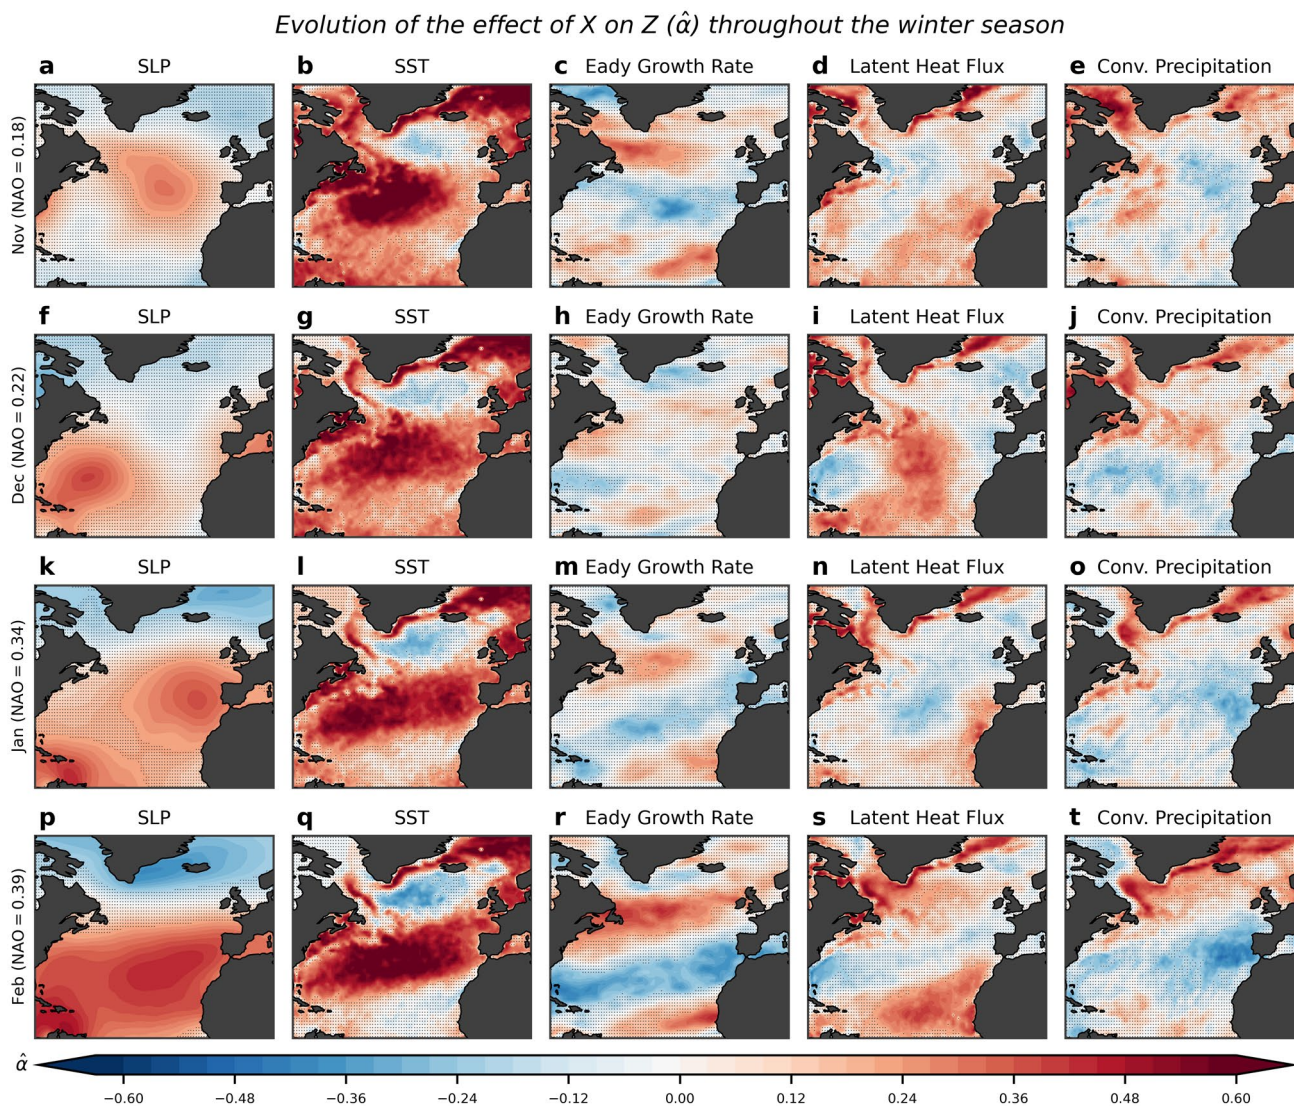 Evolution of the effect of X on Z (α̂) throughout the winter season
a SLP b SST c Eady Growth Rate d Latent Heat Flux e Conv. Precipitation
Nov (NAO = 0.18)
f SLP g SST h Eady Growth Rate i Latent Heat Flux j Conv. Precipitation
Dec (NAO = 0.22)
k SLP l SST m Eady Growth Rate n Latent Heat Flux o Conv. Precipitation
Jan (NAO = 0.34)
p SLP q SST r Eady Growth Rate s Latent Heat Flux t Conv. Precipitation
Feb (NAO = 0.39)
α̂
−0.60 −0.48 −0.36 −0.24 −0.12 0.00 0.12 0.24 0.36 0.48 0.60